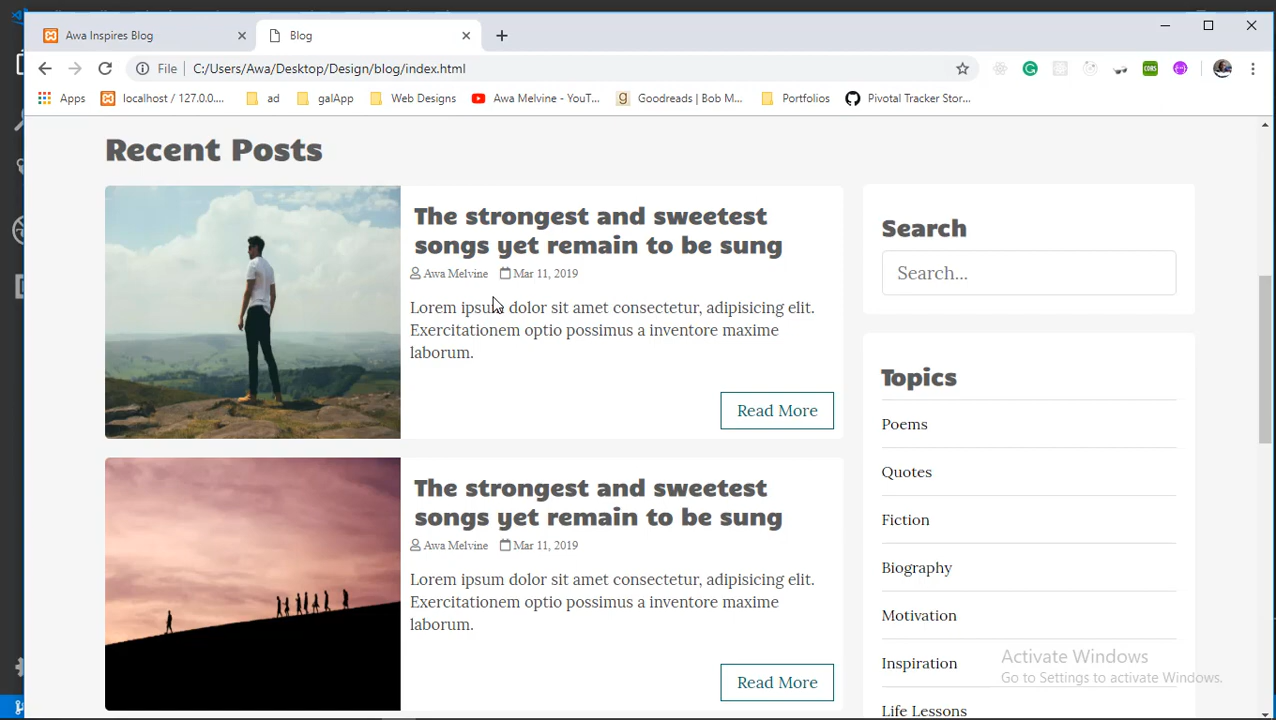 Awa Inspires Blog
Blog
File
C:/Users/Awa/Desktop/Design/blog/index.html
CORS
Apps
localhost / 127.0.0....
ad
galApp
Web Designs
Awa Melvine - YouT...
Goodreads | Bob M...
Portfolios
Pivotal Tracker Stor...
Recent Posts
The strongest and sweetest
songs yet remain to be sung
Awa Melvine Mar 11, 2019
Lorem ipsum dolor sit amet consectetur, adipisicing elit.
Exercitationem optio possimus a inventore maxime
laborum.
Read More
The strongest and sweetest
songs yet remain to be sung
Awa Melvine Mar 11, 2019
Lorem ipsum dolor sit amet consectetur, adipisicing elit.
Exercitationem optio possimus a inventore maxime
laborum.
Read More
Search
Search...
Topics
Poems
Quotes
Fiction
Biography
Motivation
Inspiration
Life Lessons
Activate Windows
Go to Settings to activate Windows.